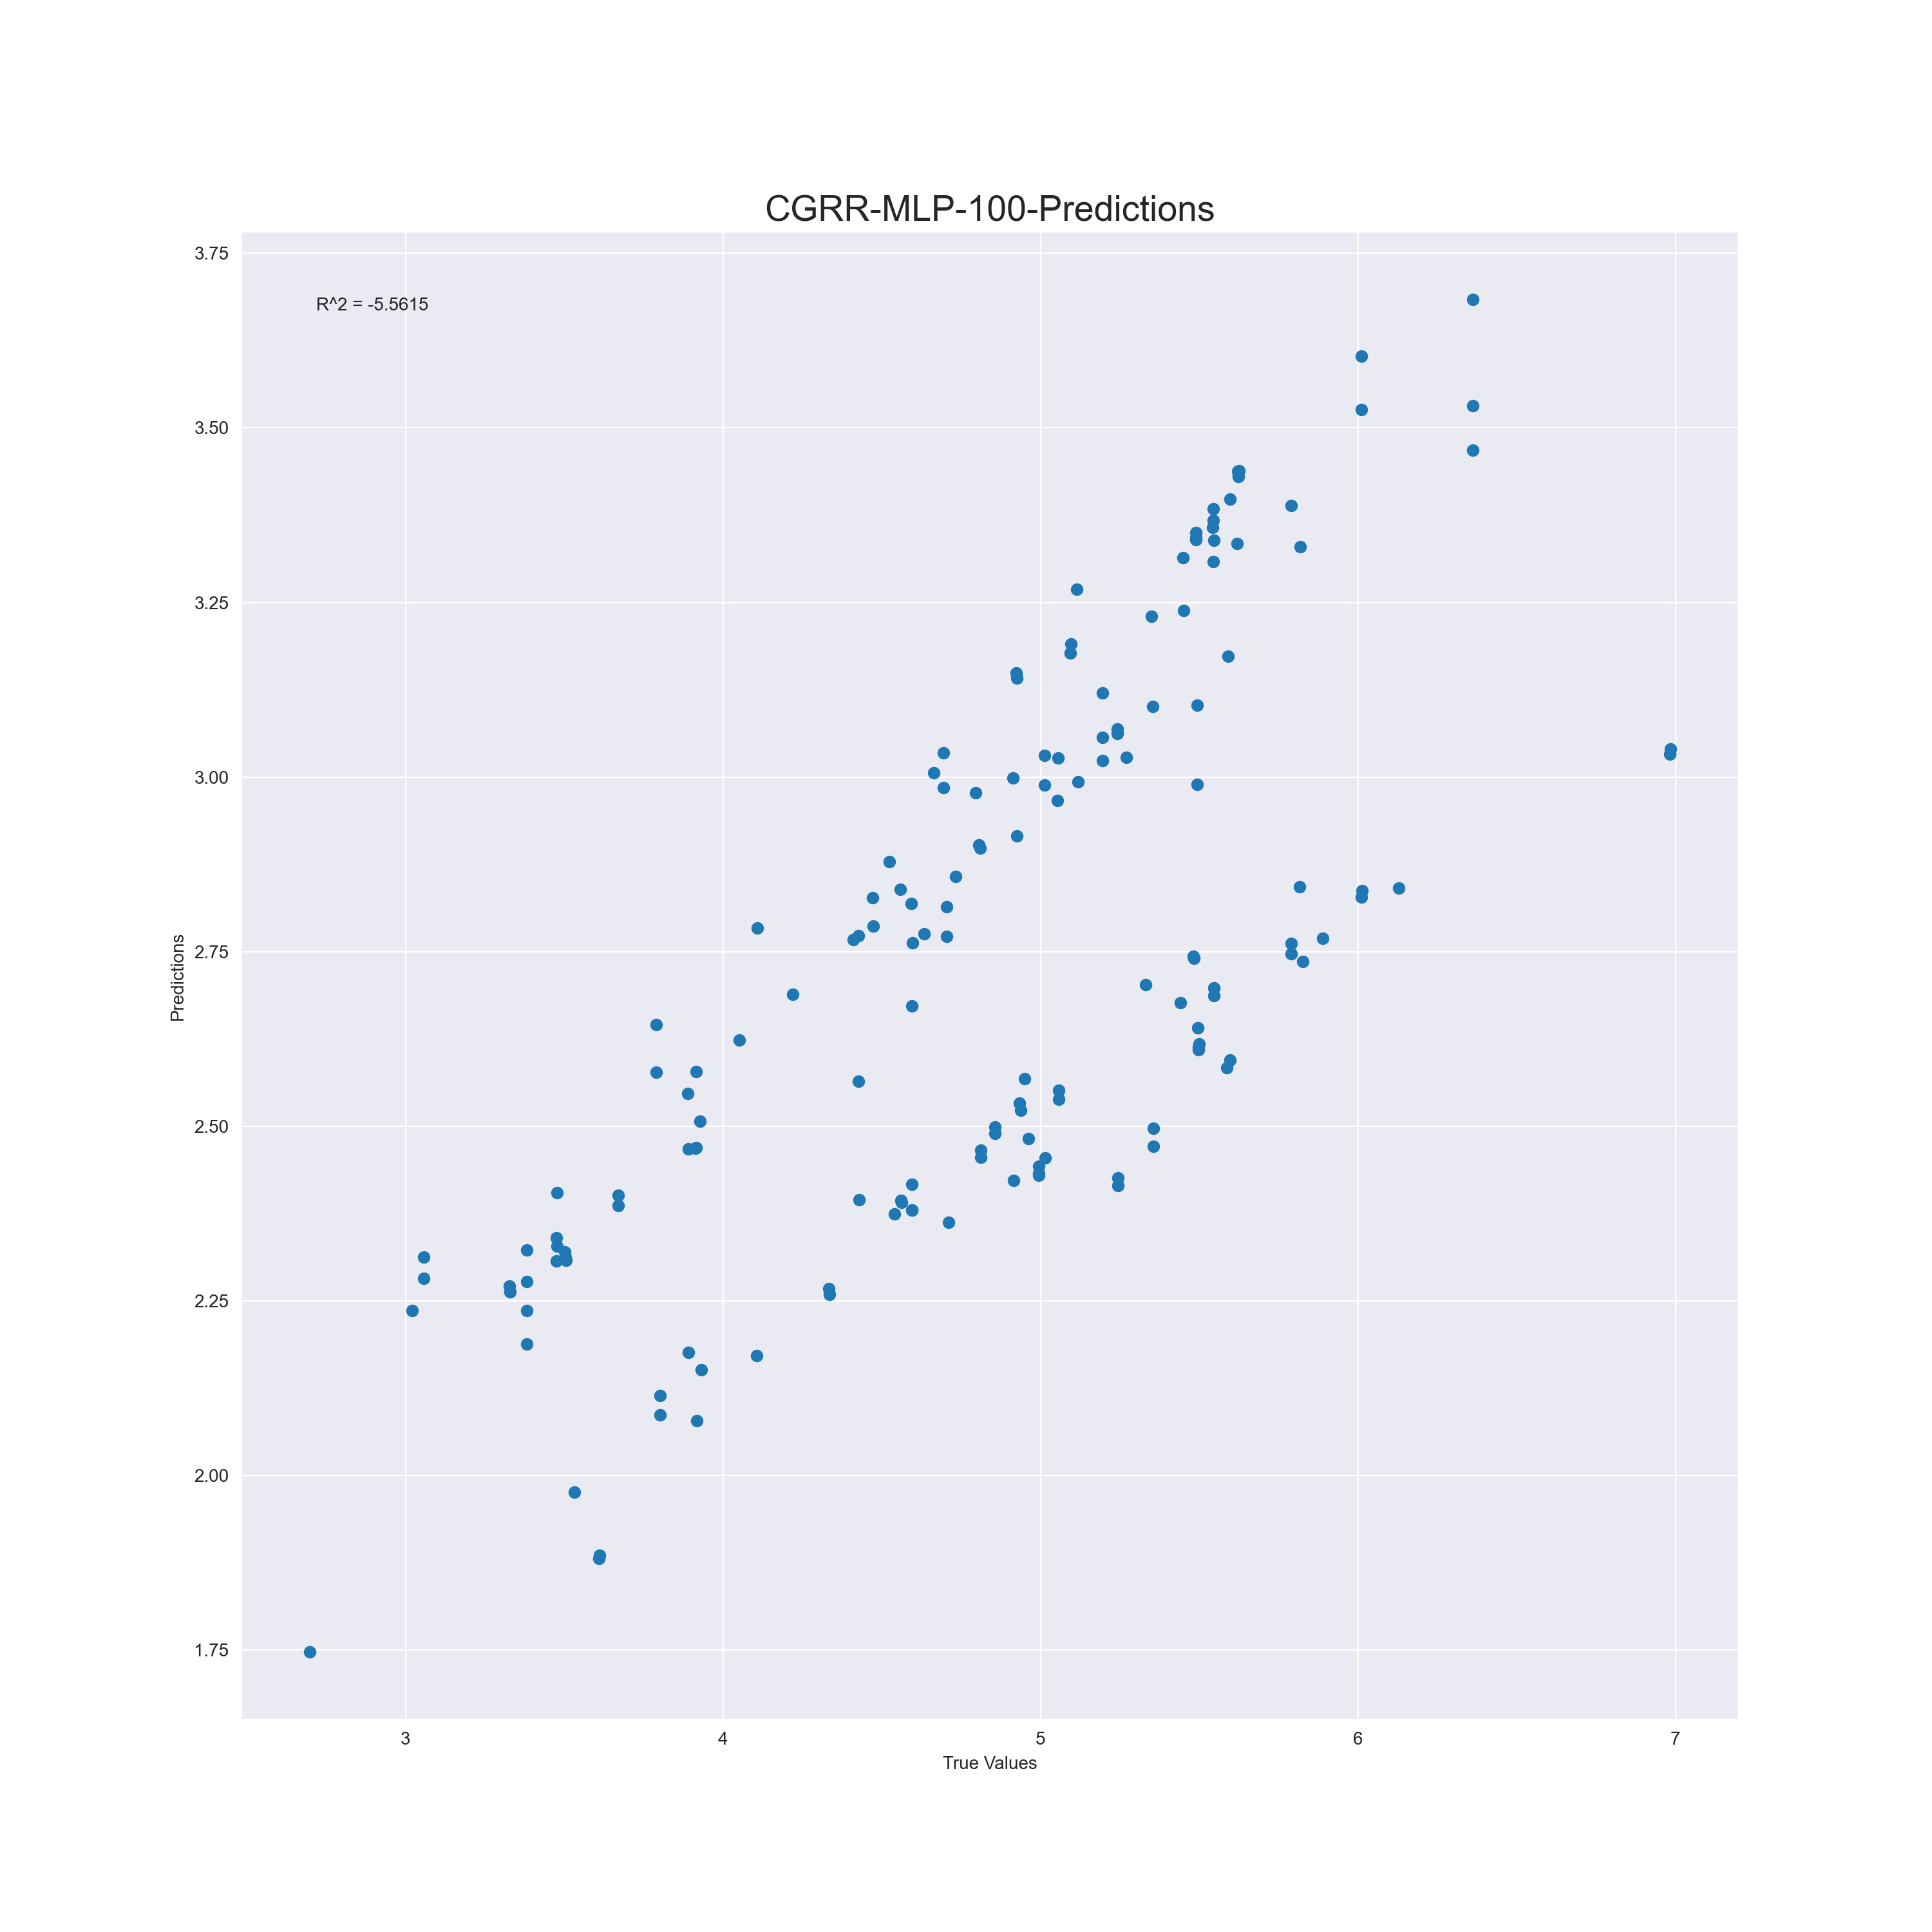 CGRR-MLP-100-Predictions
R^2 = -5.5615
3.75
3.50
3.25
3.00
2.75
2.50
2.25
2.00
1.75
Predictions
3 4 5 6 7
True Values